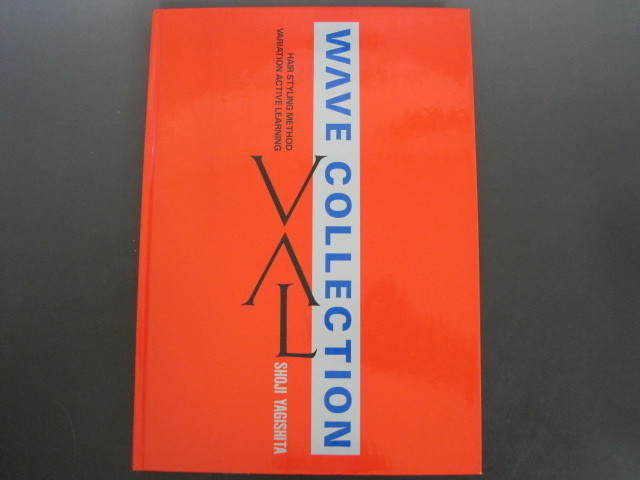 WAVE COLLECTION
HAIR STYLING METHOD
VARIATION ACTIVE LEARNING
VAL
SHOJI YAGISHITA